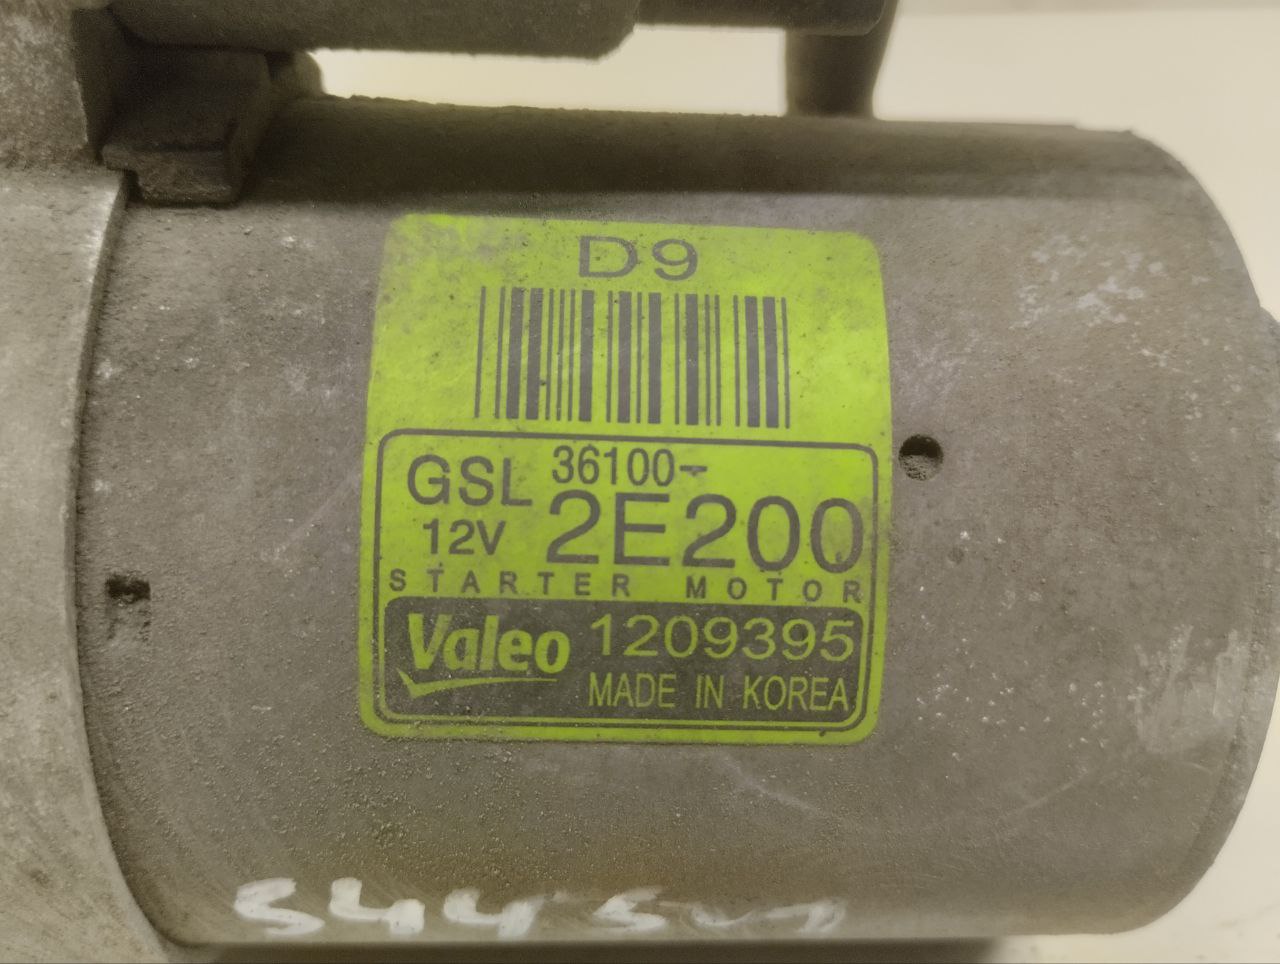 D9
GSL 36100-
12V 2E200
STARTER MOTOR
Valeo 1209395
MADE IN KOREA